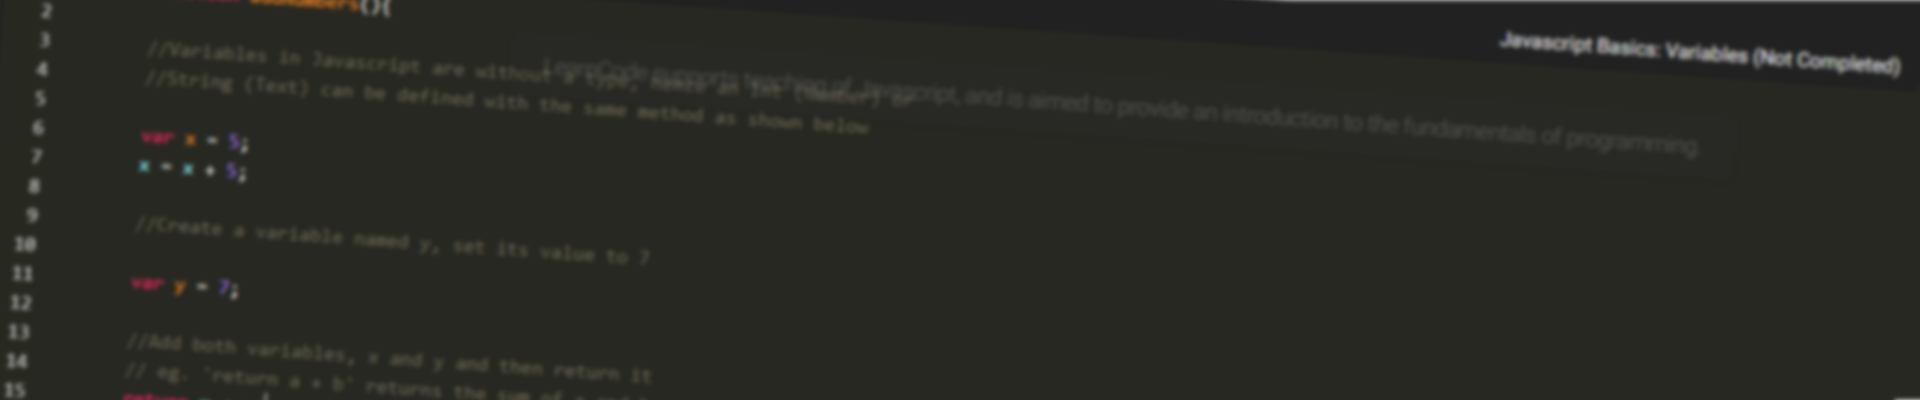 2
(){
3
4 //Variables in Javascript are without a type, hence an Int (Number) or
5 //String (Text) can be defined with the same method as shown below
6 var x = 5;
7 x = x + 5;
8
9 //Create a variable named y, set its value to 7
10
11 var y = 7;
12
13 //Add both variables, x and y and then return it
14 // eg. 'return a + b' returns the sum of
15 return
Javascript Basics: Variables (Not Completed)
LearnCode supports teaching of Javascript, and is aimed to provide an introduction to the fundamentals of programming.